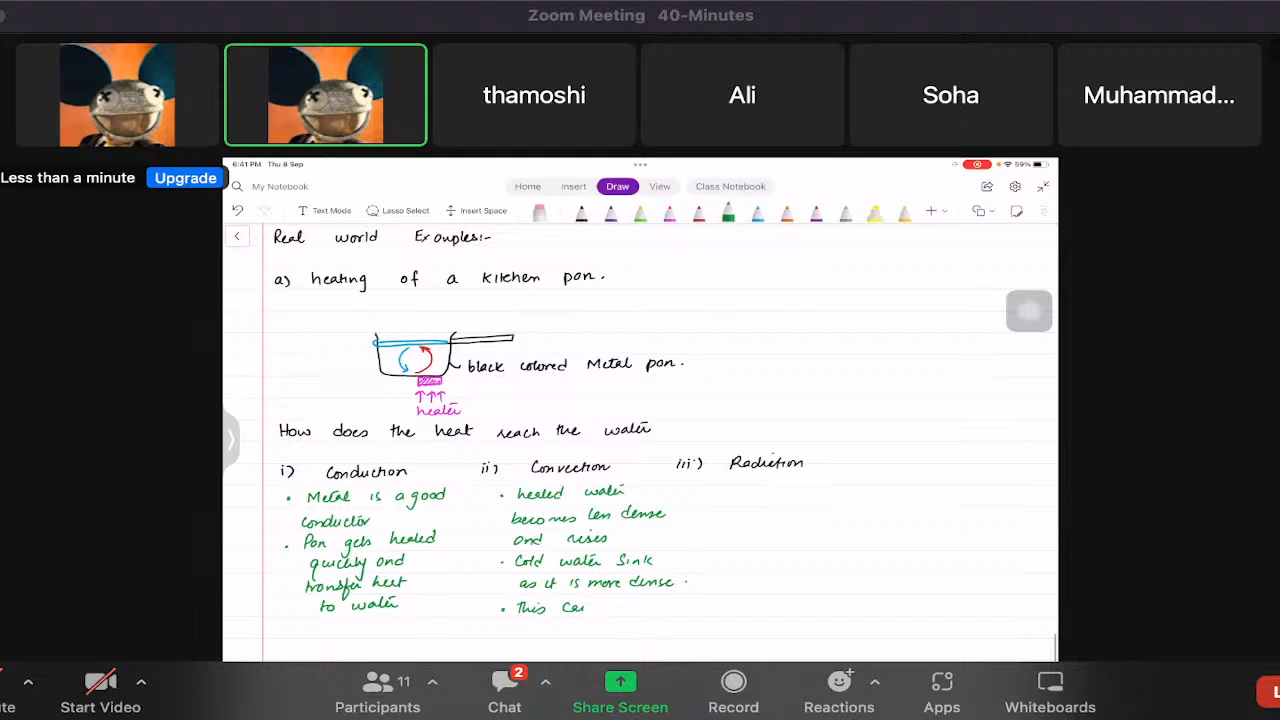 Zoom Meeting 40-Minutes
thamoshi
Ali
Soha
Muhammad...
Less than a minute
Upgrade
6:41 PM Thu 8 Sep
59%
My Notebook
Home
Insert
Draw
View
Class Notebook
Text Mode
Lasso Select
Insert Space
Real world Examples:-
a) heating of a kitchen pan.
black colored Metal pan.
heater
How does the heat reach the water
i) Conduction
ii) Convection
iii) Radiation
• Metal is a good
conductor
• Pan gets heated
quickly and
transfer heat
to water
• heated water
becomes less dense
and rises
• Cold water Sink
as it is more dense.
• This Ca
ute
Start Video
Participants
11
Chat
2
Share Screen
Record
Reactions
Apps
Whiteboards
L